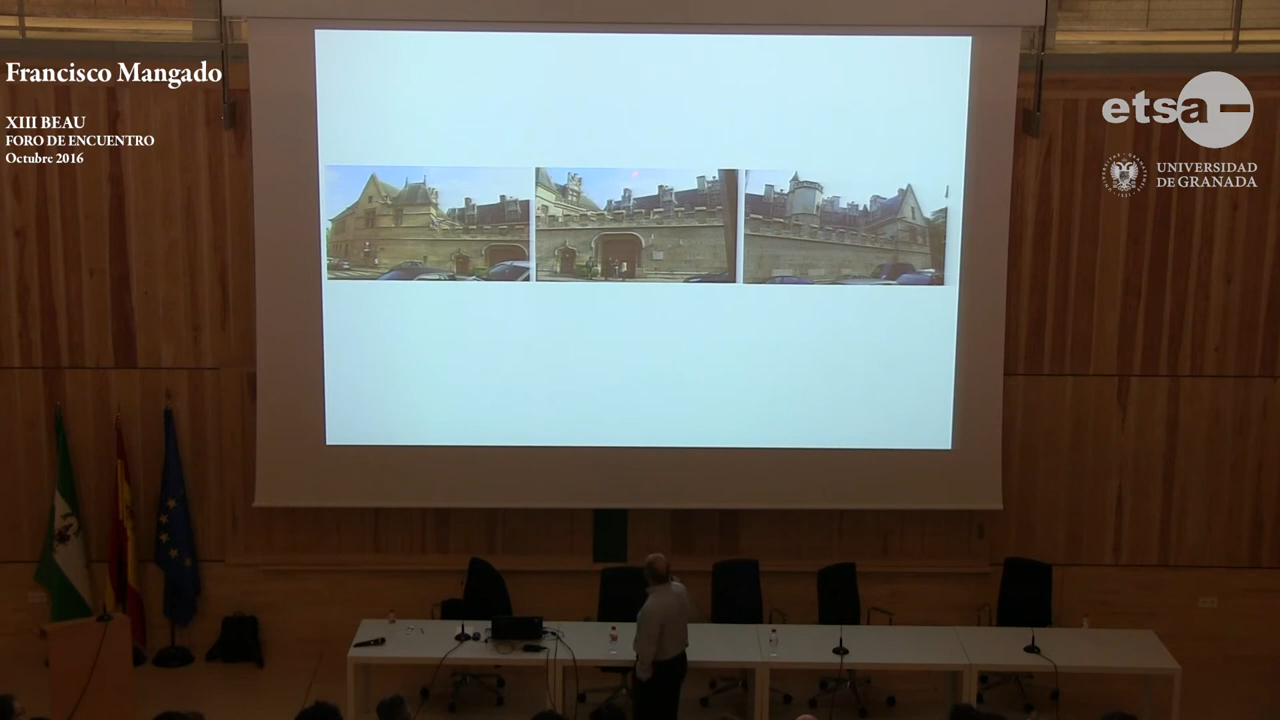 Francisco Mangado
XIII BEAU
FORO DE ENCUENTRO
Octubre 2016
etsa
UNIVERSIDAD
DE GRANADA